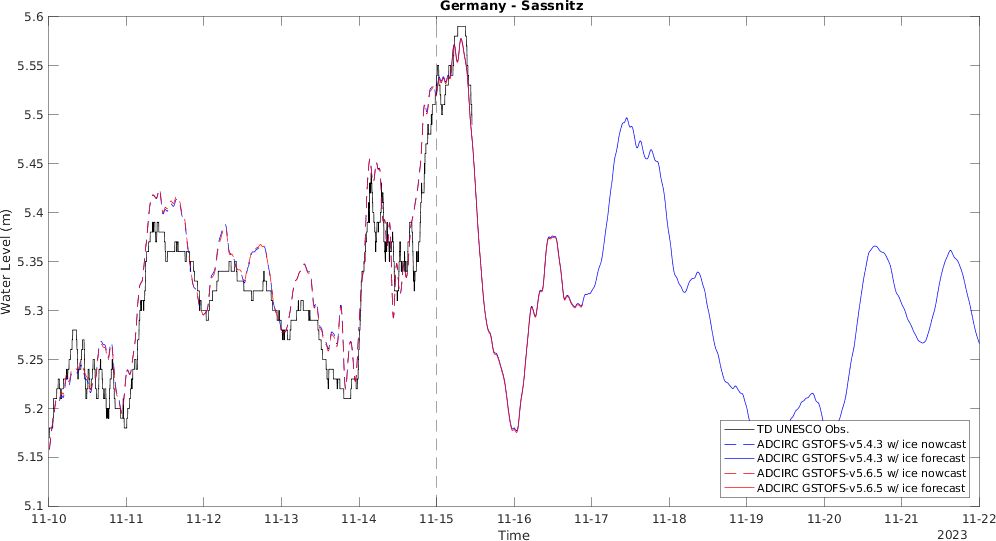 Germany - Sassnitz
5.6
5.55
5.5
5.45
5.4
5.35
5.3
5.25
5.2
5.15
5.1
Water Level (m)
TD UNESCO Obs.
ADCIRC GSTOFS-v5.4.3 w/ ice nowcast
ADCIRC GSTOFS-v5.4.3 w/ ice forecast
ADCIRC GSTOFS-v5.6.5 w/ ice nowcast
ADCIRC GSTOFS-v5.6.5 w/ ice forecast
11-10 11-11 11-12 11-13 11-14 11-15 11-16 11-17 11-18 11-19 11-20 11-21 11-22
Time
2023